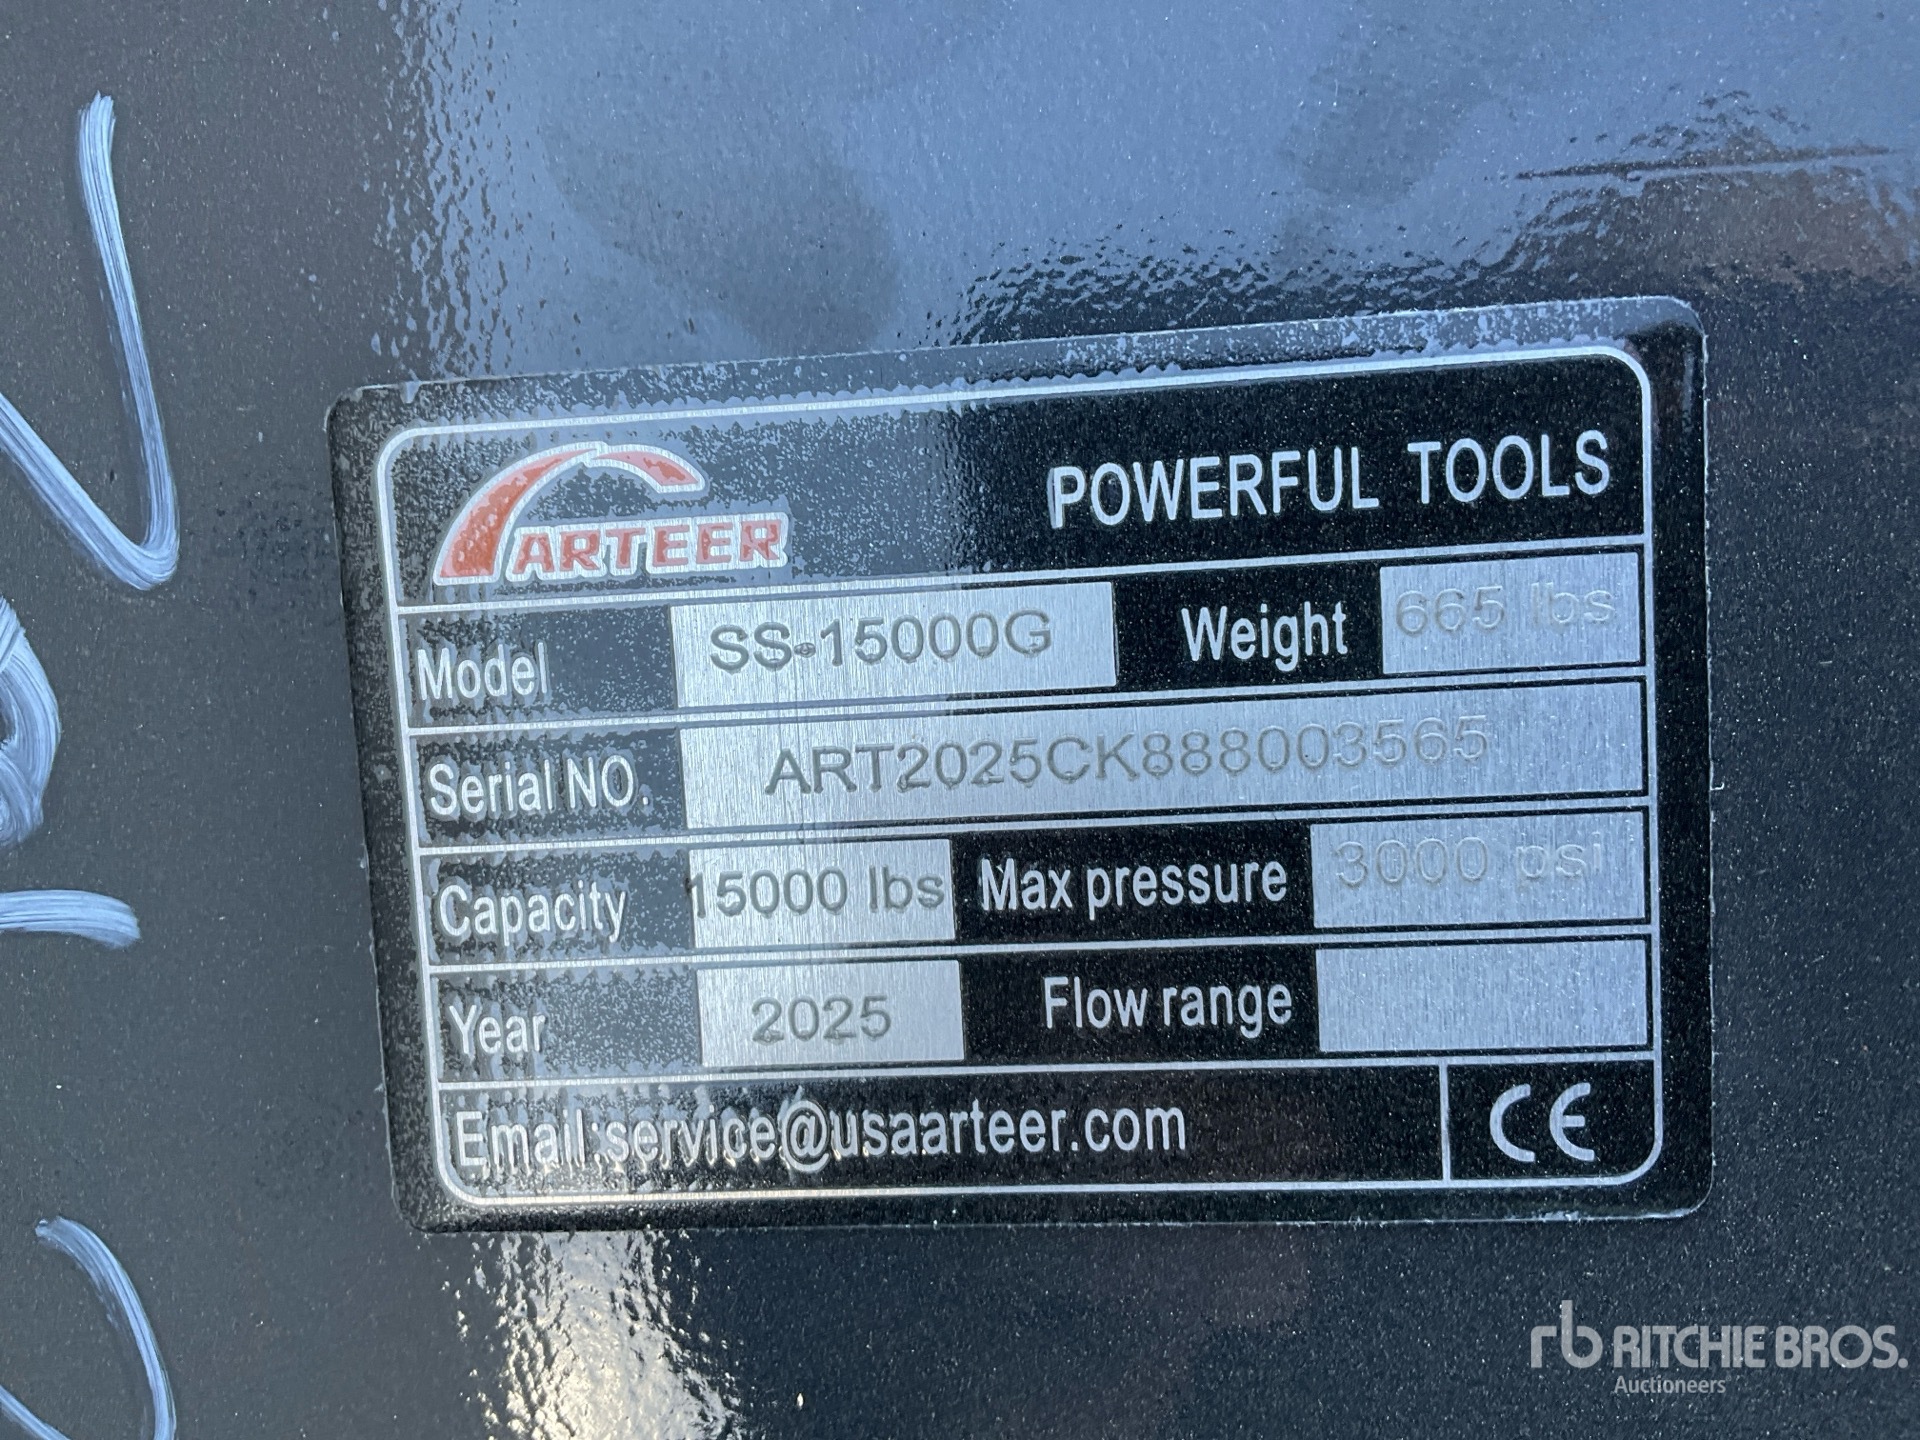 ARTEER
POWERFUL TOOLS
Model SS-15000G Weight 665 lbs
Serial NO. ART2025CK888003565
Capacity 15000 lbs Max pressure 3000 psi
Year 2025 Flow range
Email:service@usaarteer.com CE
rb RITCHIE BROS.
Auctioneers